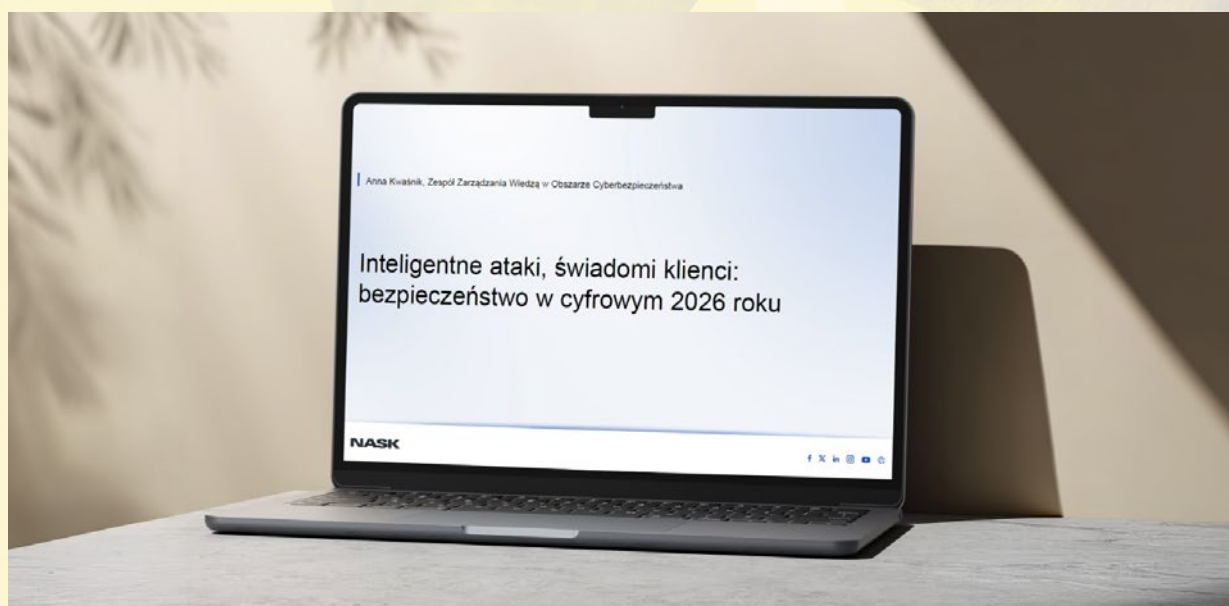 Anna Kwaśnik, Zespół Zarządzania Wiedzą w Obszarze Cyberbezpieczeństwa
Inteligentne ataki, świadomi klienci:
bezpieczeństwo w cyfrowym 2026 roku
NASK